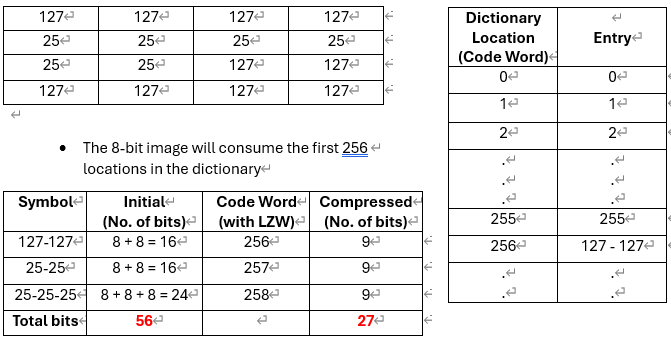 127 127 127 127
25 25 25 25
25 25 127 127
127 127 127 127
• The 8-bit image will consume the first 256
locations in the dictionary
Symbol Initial (No. of bits) Code Word (with LZW) Compressed (No. of bits)
127-127 8 + 8 = 16 256 9
25-25 8 + 8 = 16 257 9
25-25-25 8 + 8 + 8 = 24 258 9
Total bits 56 27
Dictionary Location (Code Word) Entry
0 0
1 1
2 2
. .
. .
. .
255 255
256 127 - 127
. .
. .